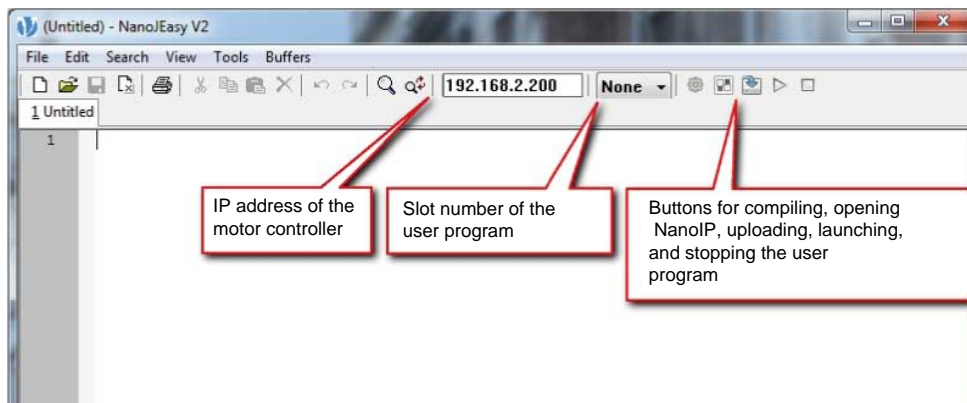 (Untitled) - NanoJEasy V2
File Edit Search View Tools Buffers
192.168.2.200 None
1 Untitled
1
IP address of the
motor controller
Slot number of the
user program
Buttons for compiling, opening
NanoIP, uploading, launching,
and stopping the user
program